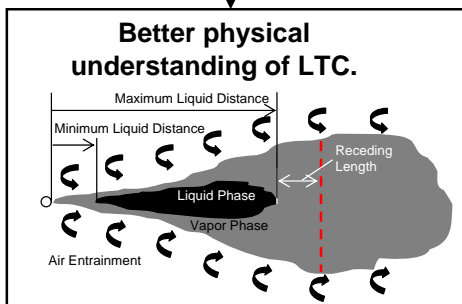 Better physical
understanding of LTC.
Maximum Liquid Distance
Minimum Liquid Distance
Receding
Length
Liquid Phase
Vapor Phase
Air Entrainment